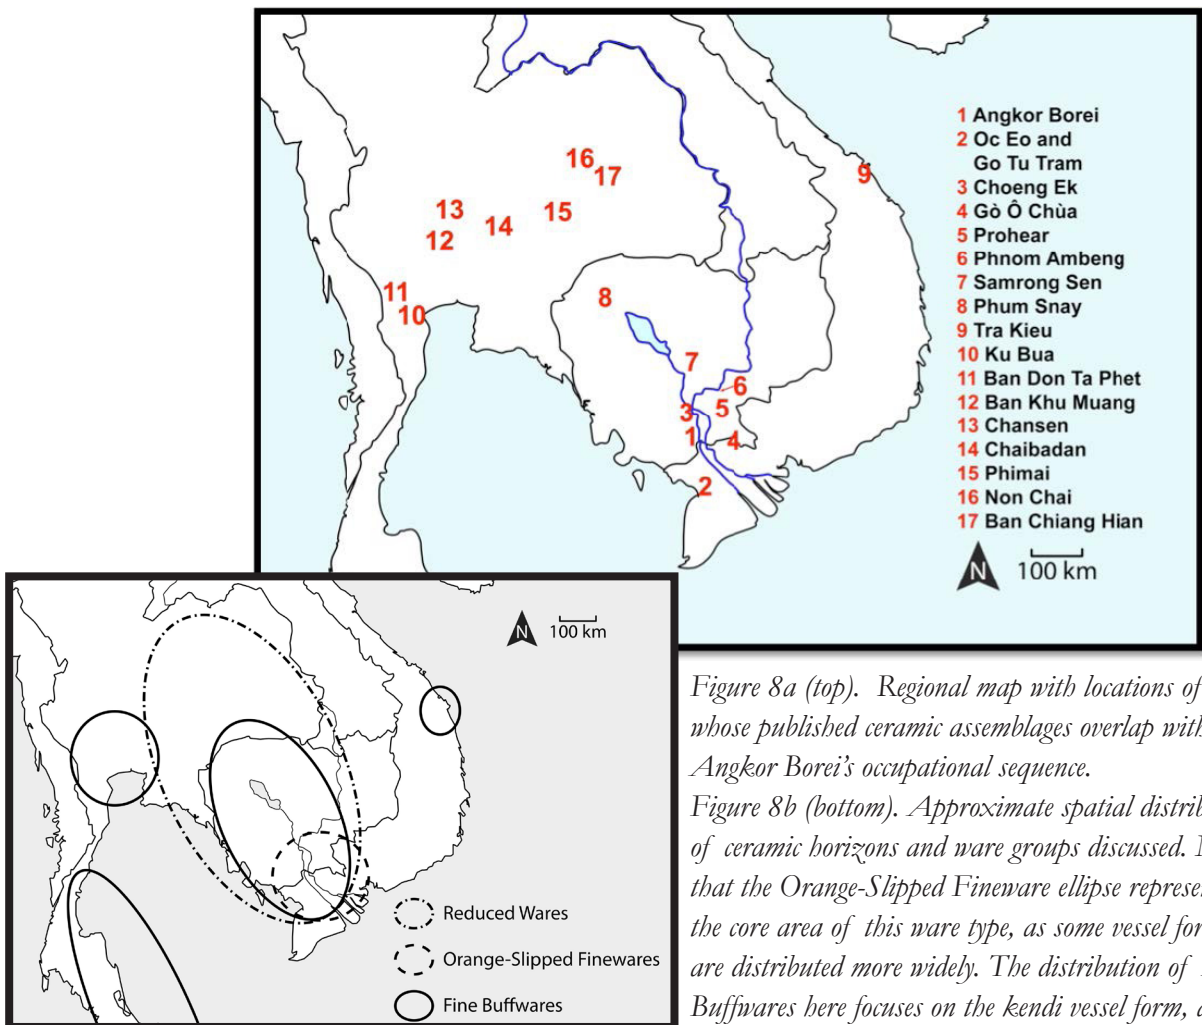 1 Angkor Borei
2 Oc Eo and
Go Tu Tram
3 Choeng Ek
4 Gò Ô Chùa
5 Prohear
6 Phnom Ambeng
7 Samrong Sen
8 Phum Snay
9 Tra Kieu
10 Ku Bua
11 Ban Don Ta Phet
12 Ban Khu Muang
13 Chansen
14 Chaibadan
15 Phimai
16 Non Chai
17 Ban Chiang Hian
N 100 km
16
17
9
13
15
14
12
11
8
10
7
6
5
3
1
4
2
N 100 km
Reduced Wares
Orange-Slipped Finewares
Fine Buffwares
Figure 8a (top). Regional map with locations of
whose published ceramic assemblages overlap with
Angkor Borei's occupational sequence.
Figure 8b (bottom). Approximate spatial
of ceramic horizons and ware groups discussed.
that the Orange-Slipped Fineware ellipse
the core area of this ware type, as some vessel
are distributed more widely. The distribution of
Buffwares here focuses on the kendi vessel form,